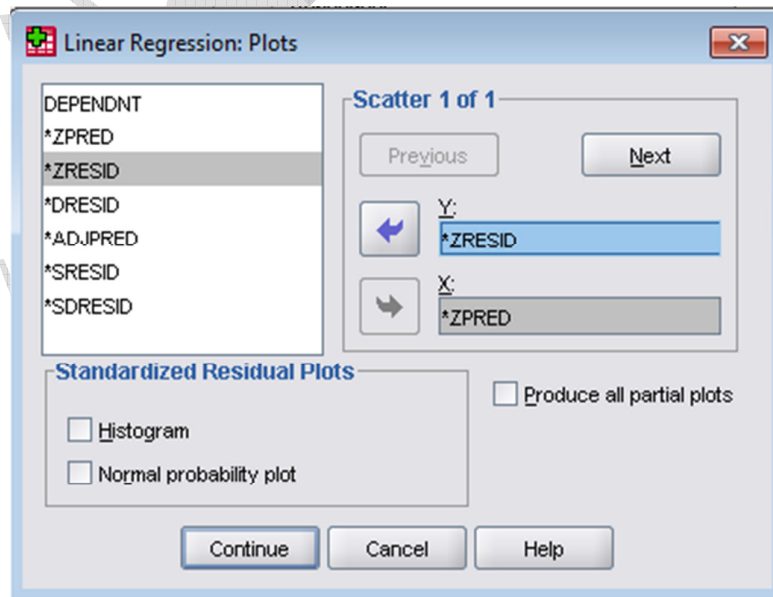 Linear Regression: Plots
DEPENDNT
*ZPRED
*ZRESID
*DRESID
*ADJPRED
*SRESID
*SDRESID
Scatter 1 of 1
Previous
Next
Y:
*ZRESID
X:
*ZPRED
Standardized Residual Plots
Histogram
Normal probability plot
Produce all partial plots
Continue
Cancel
Help